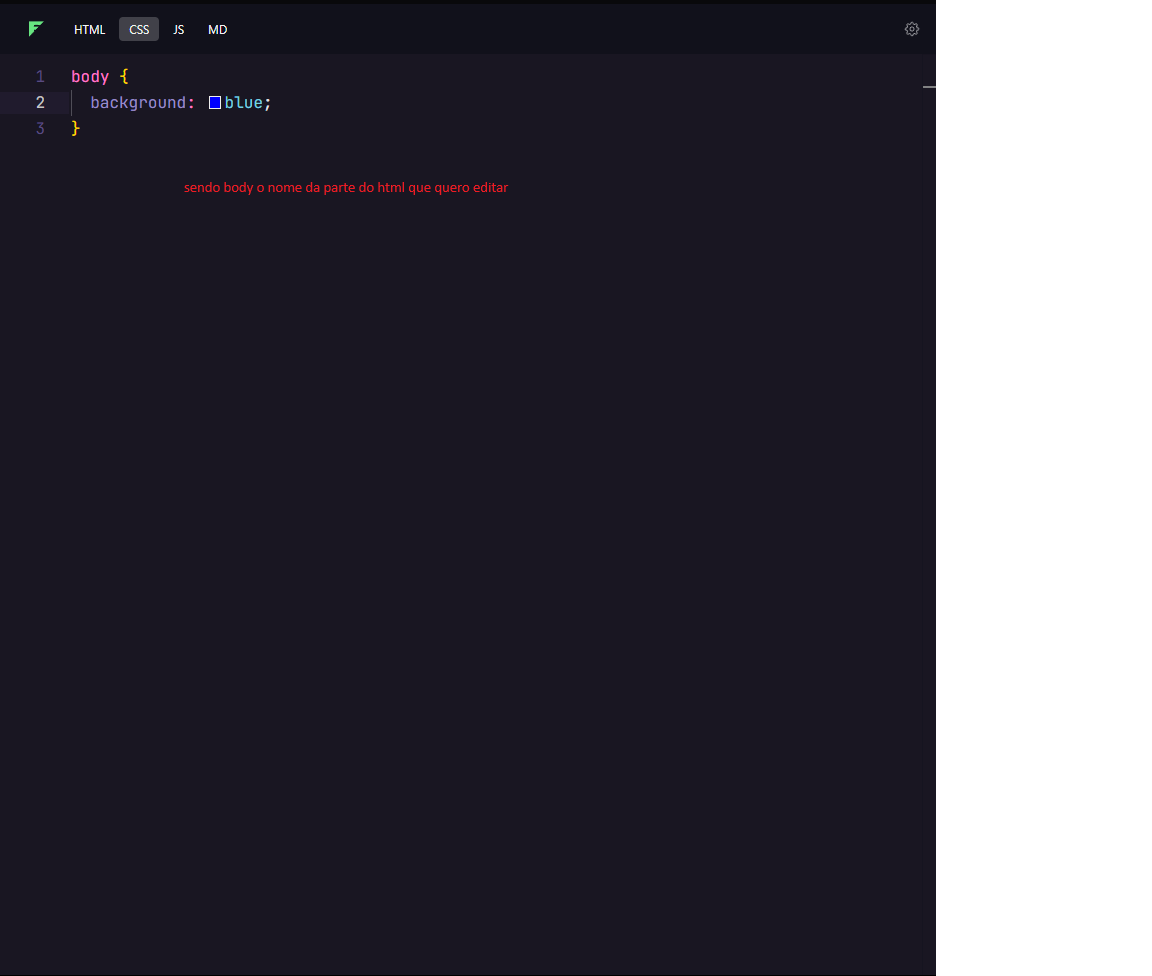 HTML CSS JS MD
1 body {
2 background: blue;
3 }
sendo body o nome da parte do html que quero editar